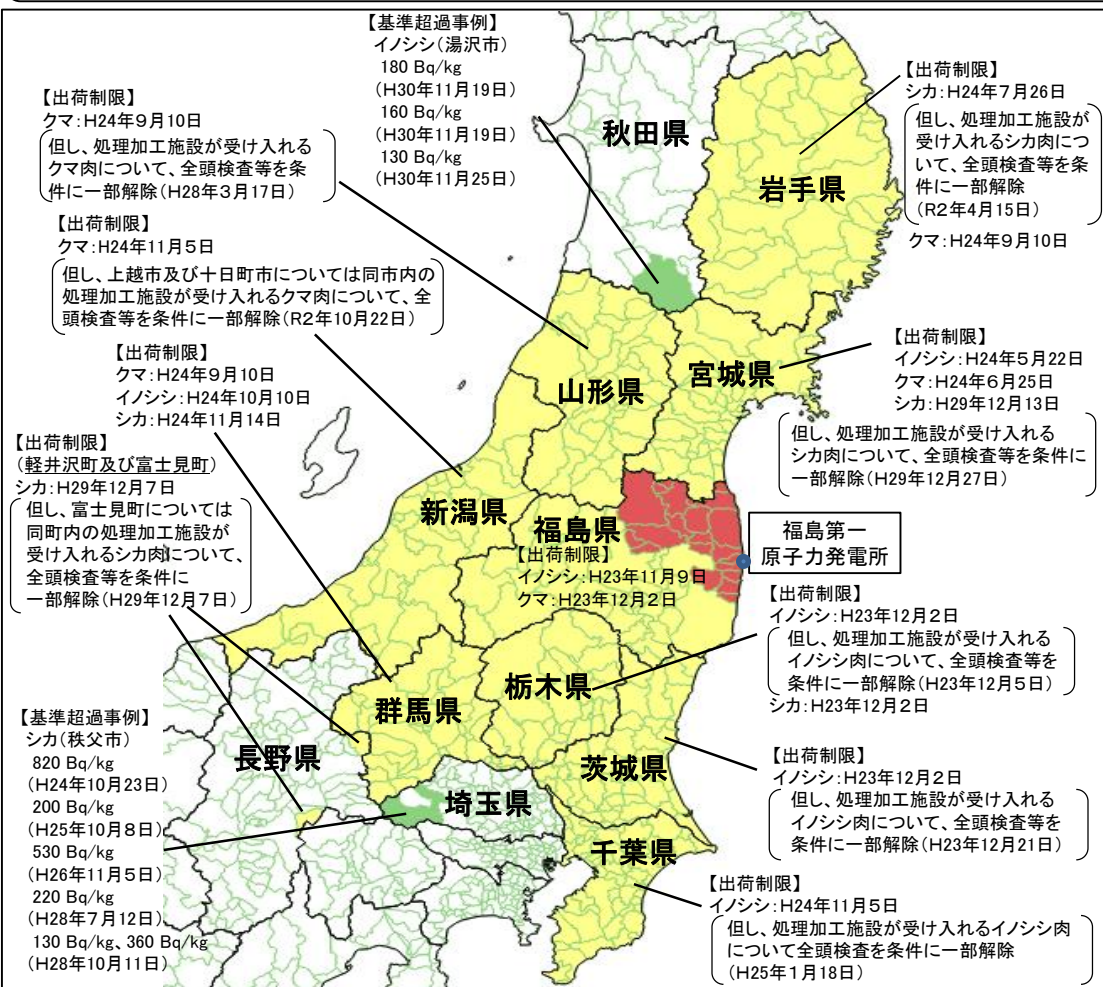 【基準超過事例】
イノシシ(湯沢市)
180 Bq/kg
(H30年11月19日)
160 Bq/kg
(H30年11月19日)
130 Bq/kg
(H30年11月25日)
秋田県
【出荷制限】
シカ:H24年7月26日
但し、処理加工施設が
受け入れるシカ肉につ
いて、全頭検査等を条
件に一部解除
(R2年4月15日)
クマ:H24年9月10日
岩手県
【出荷制限】
クマ:H24年9月10日
但し、処理加工施設が受け入れる
クマ肉について、全頭検査等を条
件に一部解除(H28年3月17日)
【出荷制限】
クマ:H24年11月5日
但し、上越市及び十日町市については同市内の
処理加工施設が受け入れるクマ肉について、全
頭検査等を条件に一部解除(R2年10月22日)
【出荷制限】
クマ:H24年9月10日
イノシシ:H24年10月10日
シカ:H24年11月14日
山形県
宮城県
【出荷制限】
イノシシ:H24年5月22日
クマ:H24年6月25日
シカ:H29年12月13日
但し、処理加工施設が受け入れる
シカ肉について、全頭検査等を条件に
一部解除(H29年12月27日)
【出荷制限】
(軽井沢町及び富士見町)
シカ:H29年12月7日
但し、富士見町については
同町内の処理加工施設が
受け入れるシカ肉について、
全頭検査等を条件に
一部解除(H29年12月7日)
新潟県
福島県
【出荷制限】
イノシシ:H23年11月9日
クマ:H23年12月2日
福島第一
原子力発電所
【出荷制限】
イノシシ:H23年12月2日
但し、処理加工施設が受け入れる
イノシシ肉について、全頭検査等を
条件に一部解除(H23年12月5日)
シカ:H23年12月2日
栃木県
群馬県
長野県
茨城県
埼玉県
千葉県
【基準超過事例】
シカ(秩父市)
820 Bq/kg
(H24年10月23日)
200 Bq/kg
(H25年10月8日)
530 Bq/kg
(H26年11月5日)
220 Bq/kg
(H28年7月12日)
130 Bq/kg、360 Bq/kg
(H28年10月11日)
【出荷制限】
イノシシ:H23年12月2日
但し、処理加工施設が受け入れる
イノシシ肉について、全頭検査等を
条件に一部解除(H23年12月21日)
【出荷制限】
イノシシ:H24年11月5日
但し、処理加工施設が受け入れるイノシシ肉
について全頭検査を条件に一部解除
(H25年1月18日)